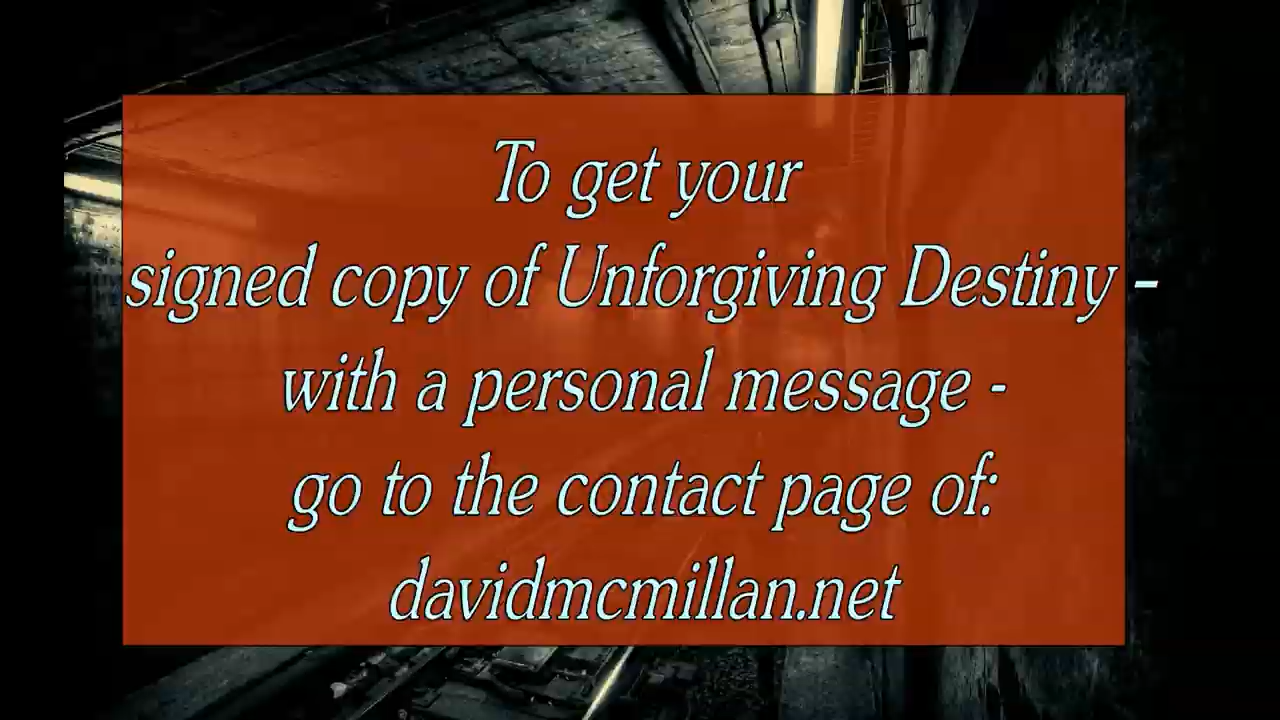 To get your
signed copy of Unforgiving Destiny -
with a personal message -
go to the contact page of:
davidmcmillan.net